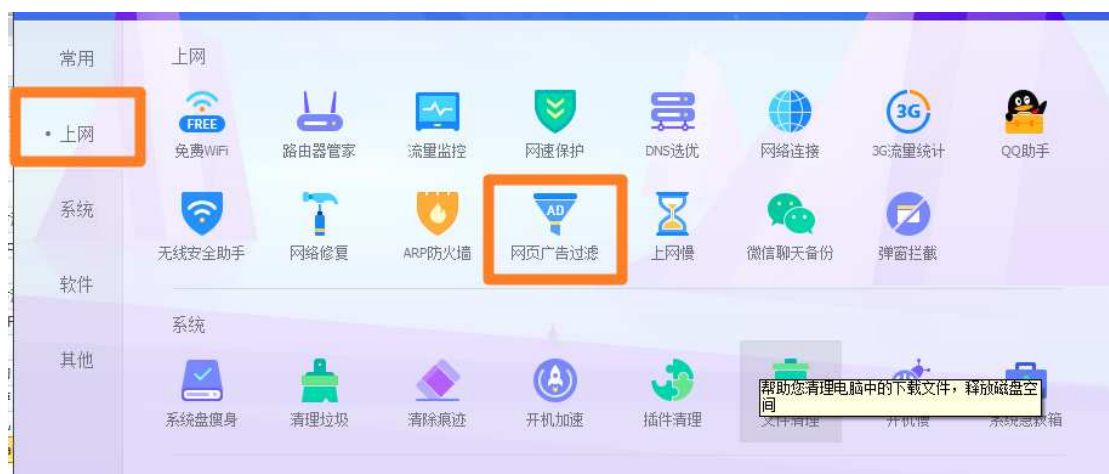 常用
上网
系统
软件
其他
上网
FREE
3G
免费WiFi 路由器管家 流量监控 网速保护 DNS选优 网络连接 3G流量统计 QQ助手
AD
无线安全助手 网络修复 ARP防火墙 网页广告过滤 上网慢 微信聊天备份 弹窗拦截
系统
帮助您清理电脑中的下载文件，释放磁盘空
间
系统盘瘦身 清理垃圾 清除痕迹 开机加速 插件清理 文件清理 开机慢 系统急救箱